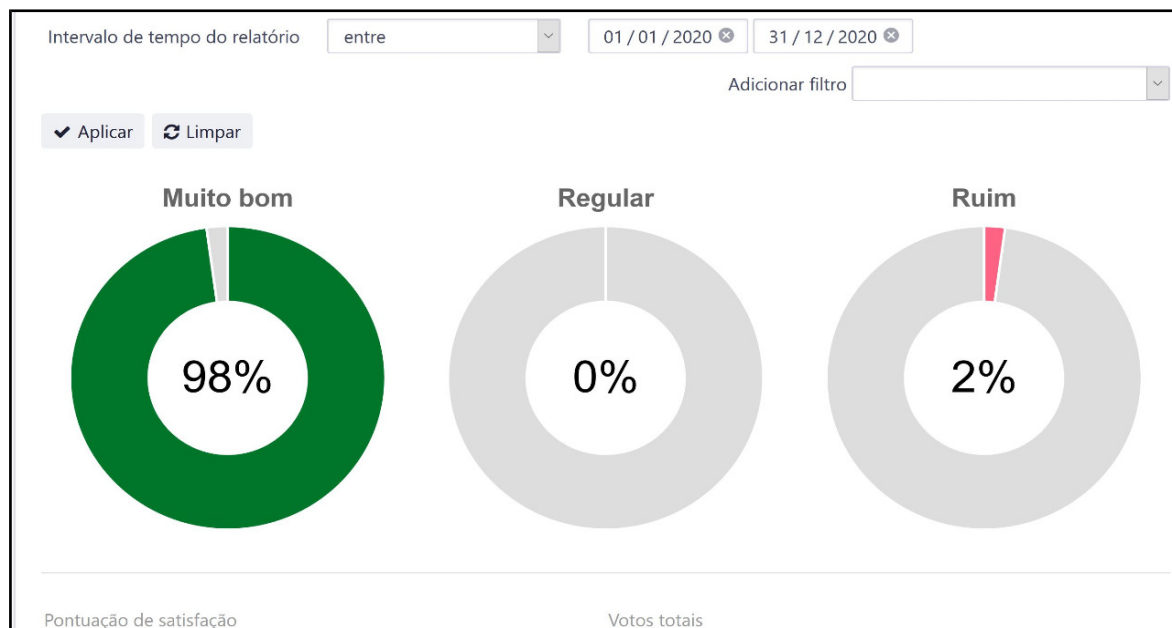 Intervalo de tempo do relatório entre 01 / 01 / 2020 31 / 12 / 2020
Adicionar filtro
Aplicar Limpar
Muito bom Regular Ruim
98% 0% 2%
Pontuação de satisfação Votos totais